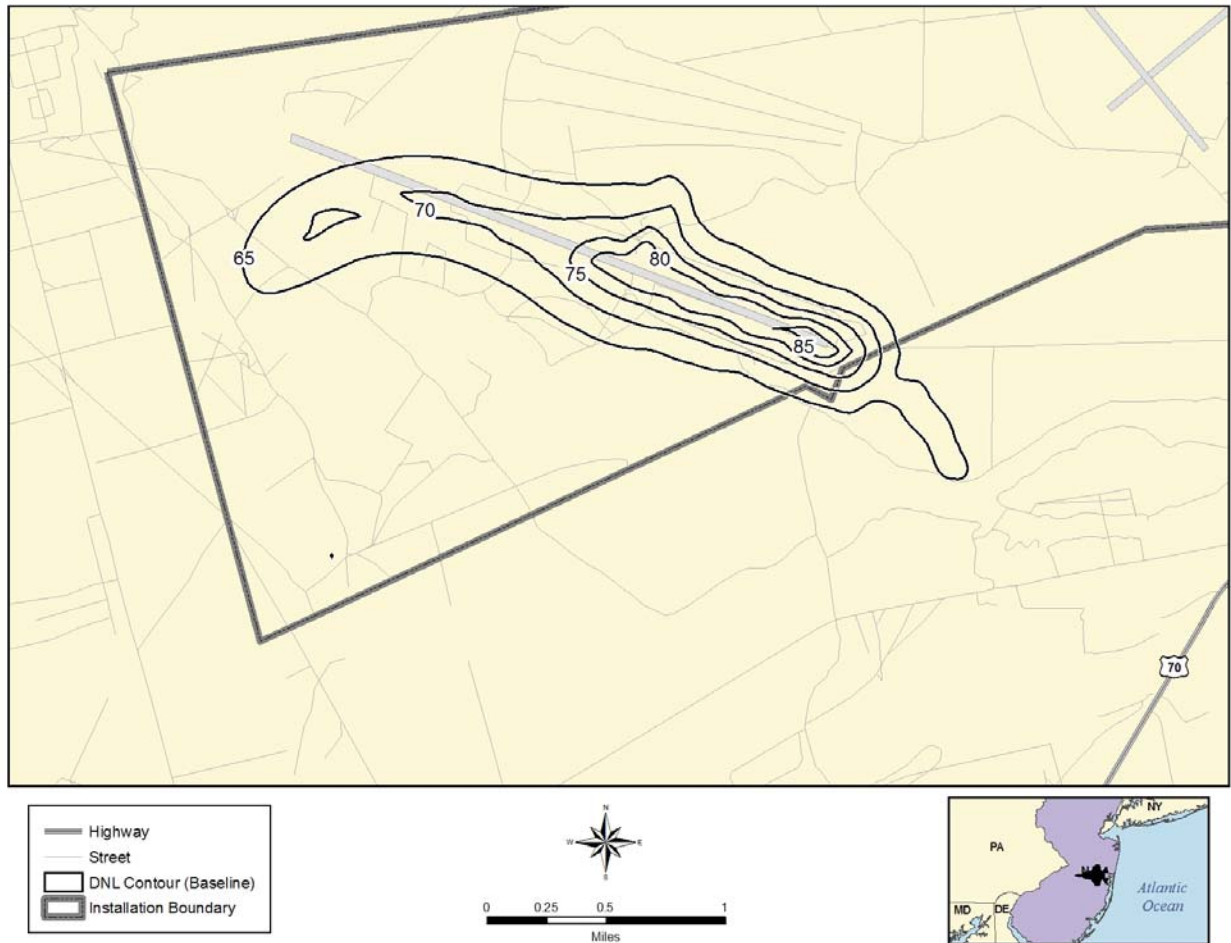 70
65
80
75
85
70
Highway
Street
DNL Contour (Baseline)
Installation Boundary
N
W
E
S
0 0.25 0.5 1
Miles
NY
PA
MD
DE
Atlantic
Ocean